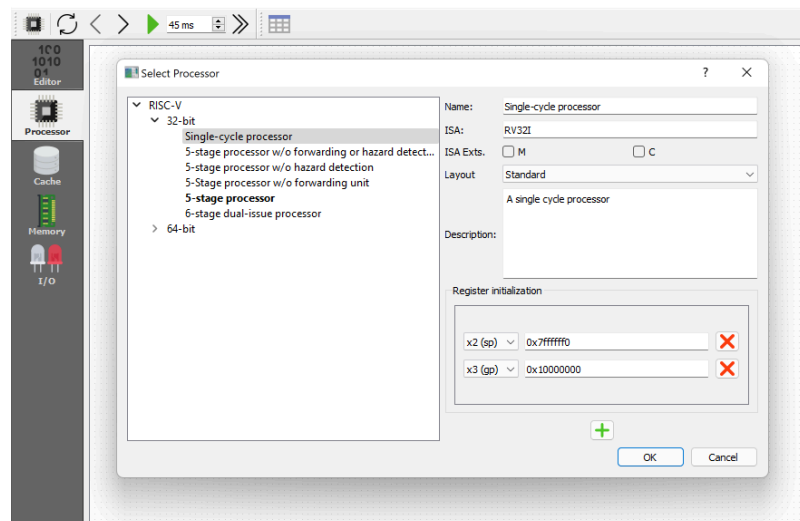 45 ms
100
1010
01
Editor
Processor
Cache
Memory
I/O
Select Processor
?
RISC-V
32-bit
Single-cycle processor
5-stage processor w/o forwarding or hazard detect...
5-stage processor w/o hazard detection
5-Stage processor w/o forwarding unit
5-stage processor
6-stage dual-issue processor
64-bit
Name: Single-cycle processor
ISA: RV32I
ISA Exts. M C
Layout Standard
Description: A single cycle processor
Register initialization
x2 (sp) 0x7ffffff0
x3 (gp) 0x10000000
OK Cancel